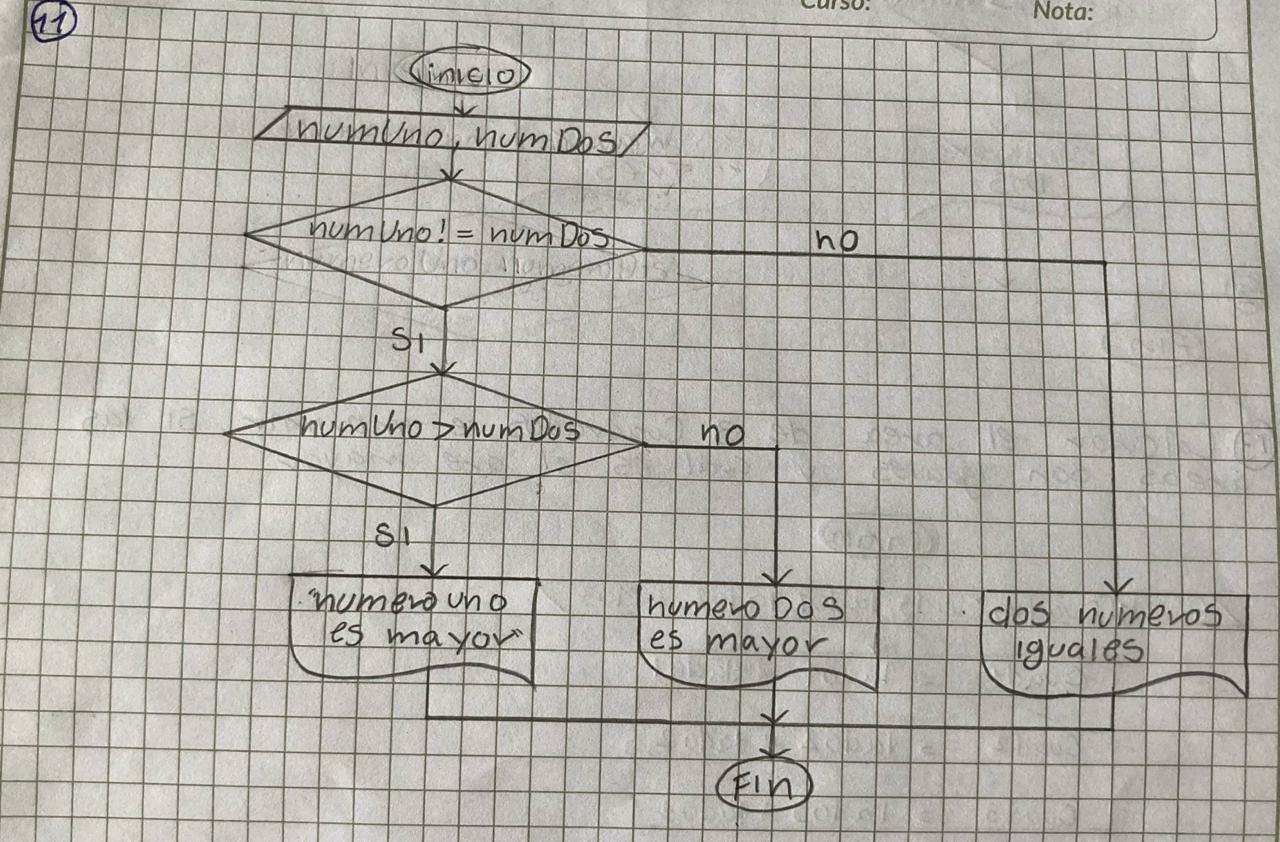 Curso:
Nota:
11
inicio
numUno, numDos
numUno != numDos
no
SI
numUno > numDos
no
SI
numero uno
es mayor
numero Dos
es mayor
dos numeros
iguales
Fin